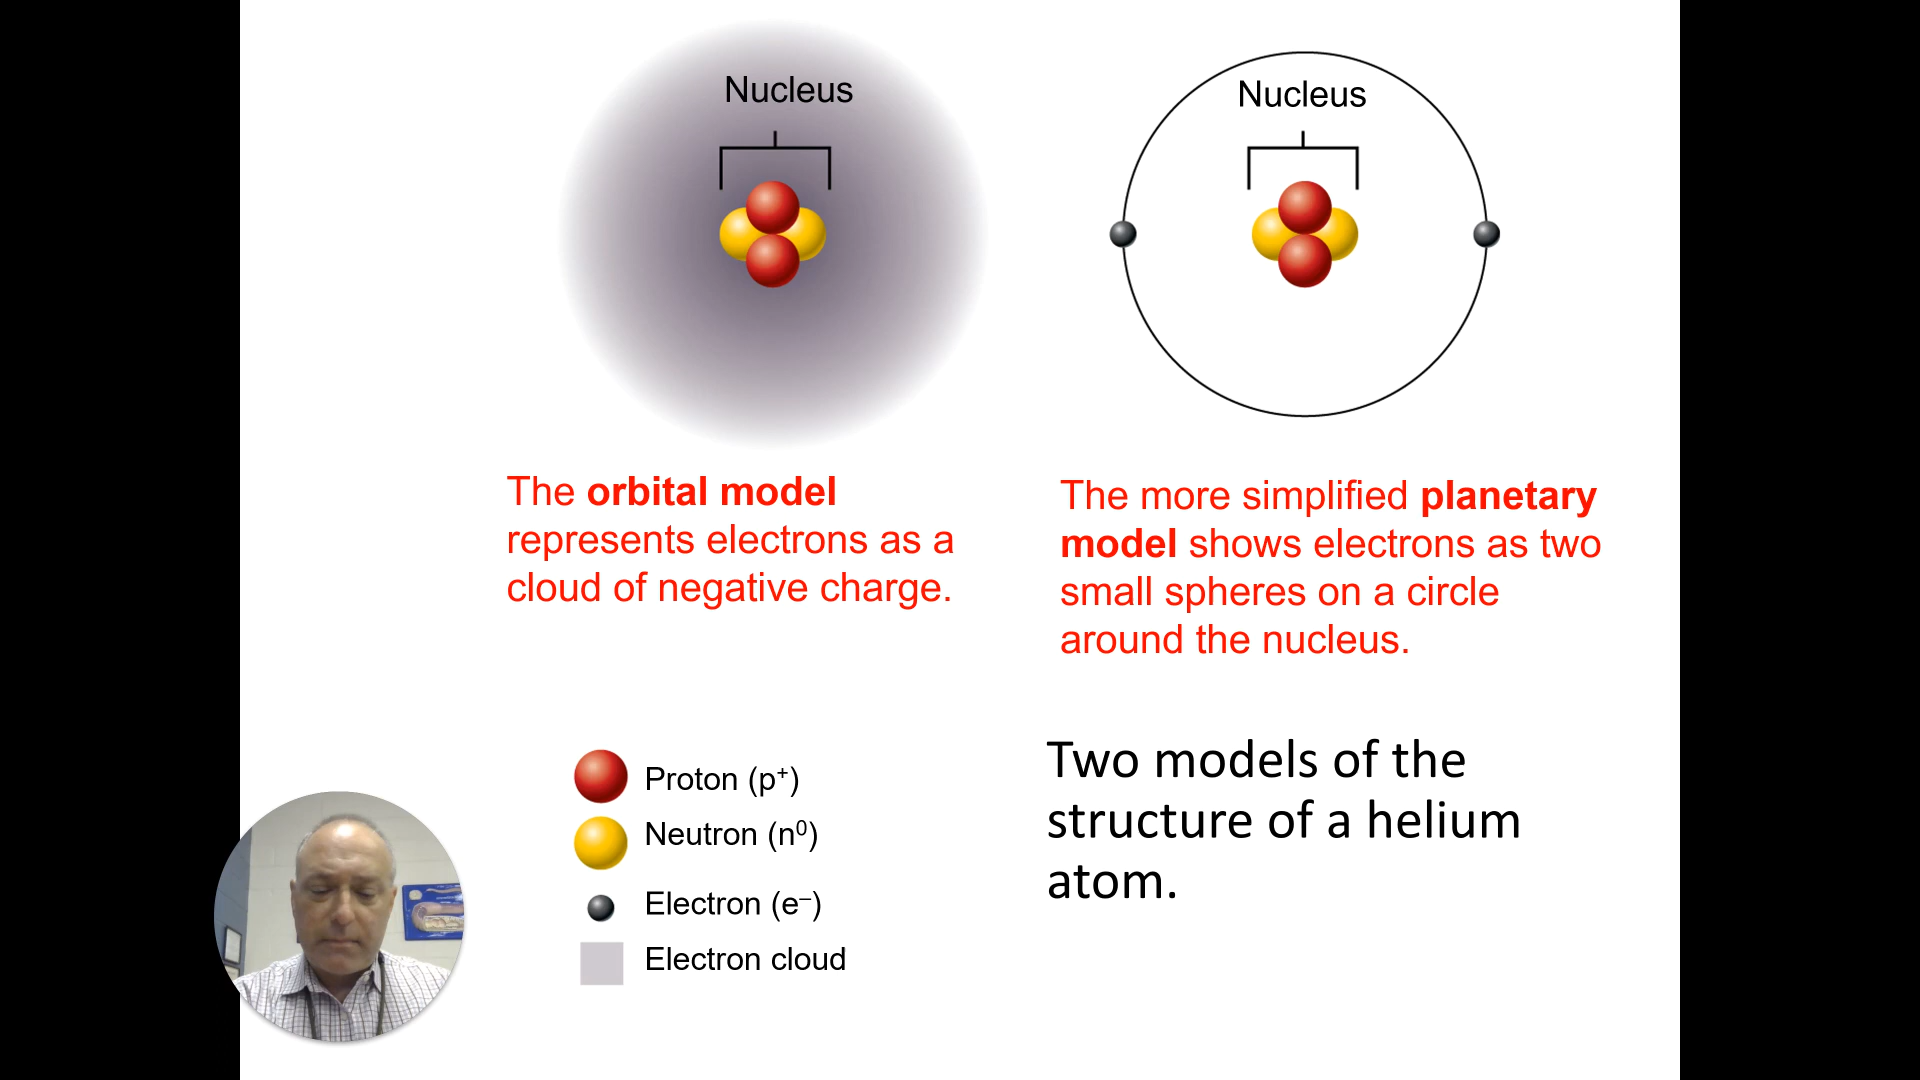 Nucleus
Nucleus
The orbital model
represents electrons as a
cloud of negative charge.
The more simplified planetary
model shows electrons as two
small spheres on a circle
around the nucleus.
Proton (p⁺)
Neutron (n⁰)
Electron (e⁻)
Electron cloud
Two models of the
structure of a helium
atom.